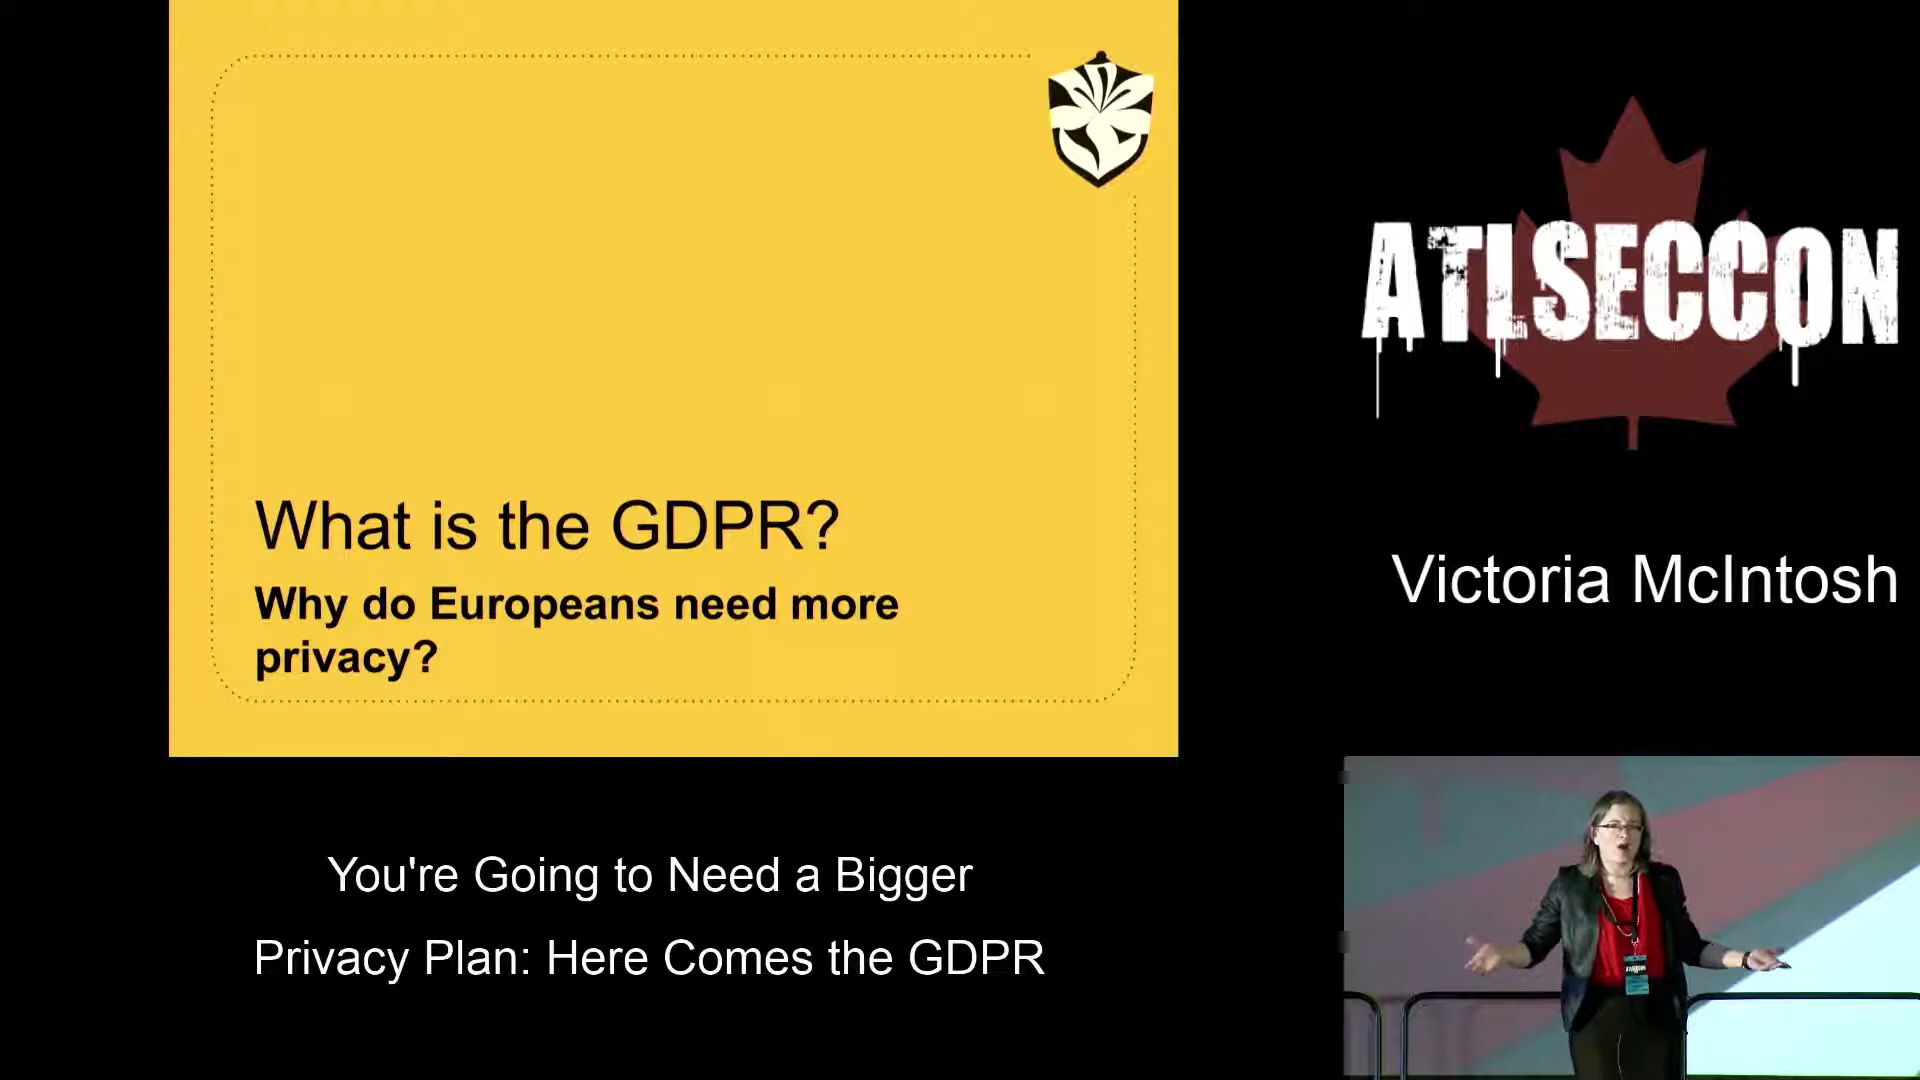 What is the GDPR?
Why do Europeans need more
privacy?
ATLSECCON
Victoria McIntosh
You're Going to Need a Bigger
Privacy Plan: Here Comes the GDPR
ATLSECCON